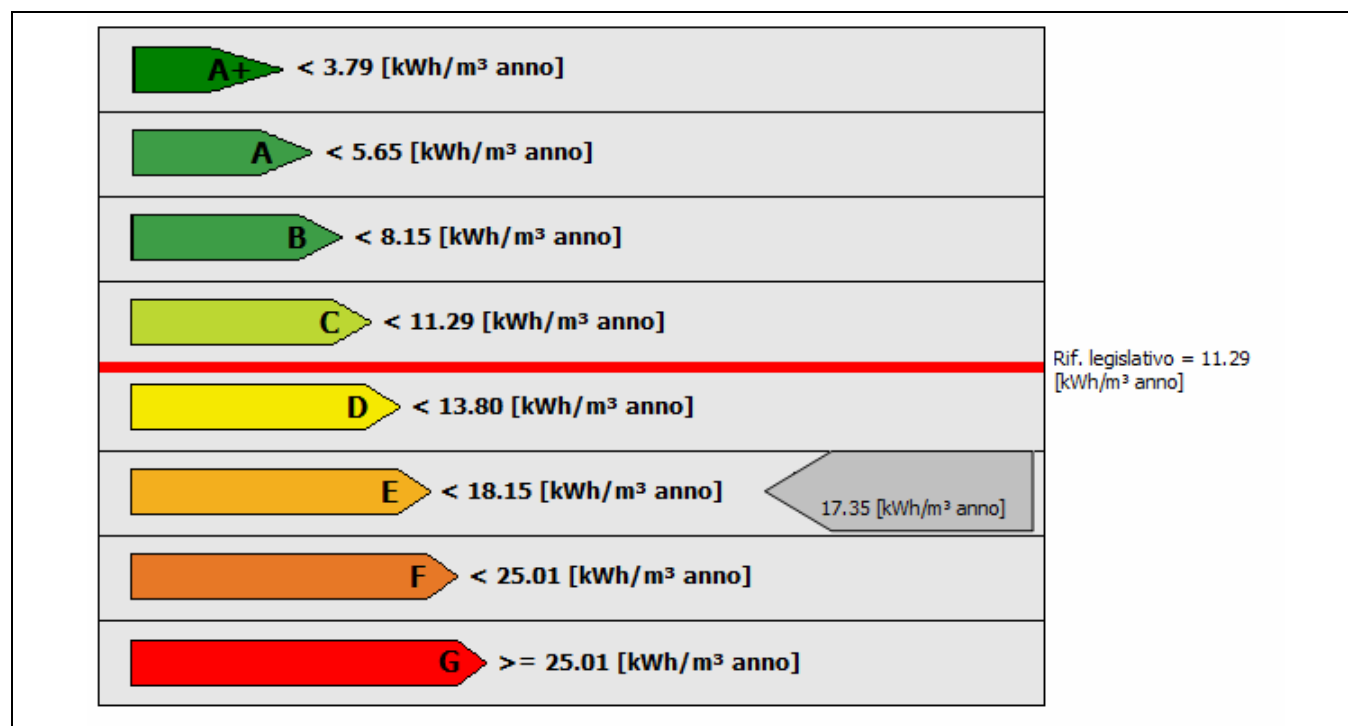 A+ < 3.79 [kWh/m³ anno]
A < 5.65 [kWh/m³ anno]
B < 8.15 [kWh/m³ anno]
C < 11.29 [kWh/m³ anno]
Rif. legislativo = 11.29
[kWh/m³ anno]
D < 13.80 [kWh/m³ anno]
E < 18.15 [kWh/m³ anno]
17.35 [kWh/m³ anno]
F < 25.01 [kWh/m³ anno]
G >= 25.01 [kWh/m³ anno]